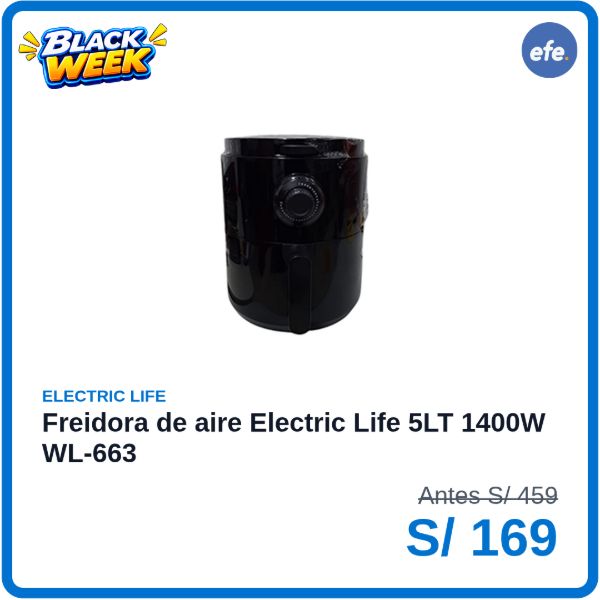 BLACK
WEEK
efe.
ELECTRIC LIFE
Freidora de aire Electric Life 5LT 1400W
WL-663
Antes S/ 459
S/ 169